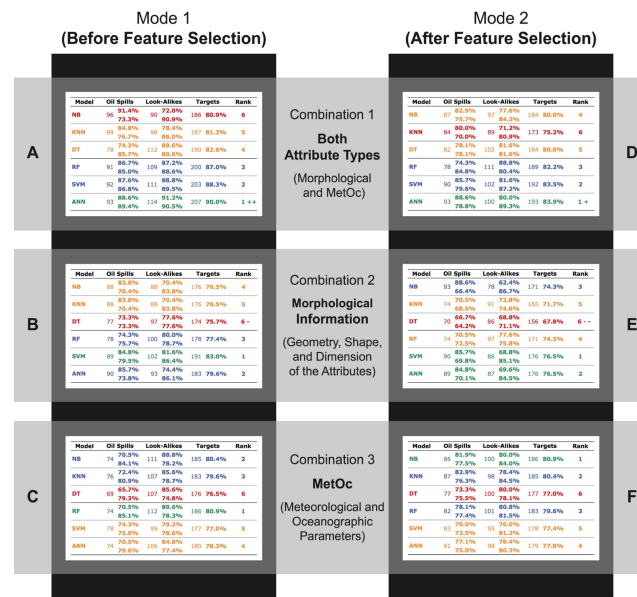 Mode 1
(Before Feature Selection)
Mode 2
(After Feature Selection)
A
Model Oil Spills Look-Alikes Targets Rank
NB 96 91.4% 73.3% 90 72.0% 90.9% 186 80.9% 6
KNN 89 84.8% 76.7% 98 78.4% 86.0% 187 81.3% 5
DT 78 74.3% 85.7% 112 89.6% 80.6% 190 82.6% 4
RF 91 86.7% 85.0% 109 87.2% 88.6% 200 87.0% 3
SVM 92 87.6% 86.8% 111 88.8% 89.5% 203 88.3% 2
ANN 93 88.6% 89.4% 114 91.2% 90.5% 207 90.0% 1 ++
Combination 1
Both
Attribute Types
(Morphological
and MetOc)
D
Model Oil Spills Look-Alikes Targets Rank
NB 87 82.9% 75.7% 97 77.6% 84.3% 184 80.0% 4
KNN 84 80.0% 70.0% 89 71.2% 80.9% 173 75.2% 6
DT 82 78.1% 78.1% 102 81.6% 81.6% 184 80.0% 5
RF 78 74.3% 84.8% 111 88.8% 80.4% 189 82.2% 3
SVM 90 85.7% 79.6% 102 81.6% 87.2% 192 83.5% 2
ANN 93 88.6% 78.8% 100 80.0% 89.3% 193 83.9% 1 +
B
Model Oil Spills Look-Alikes Targets Rank
NB 88 83.8% 70.4% 88 70.4% 83.8% 176 76.5% 4
KNN 88 83.8% 70.4% 88 70.4% 83.8% 176 76.5% 5
DT 77 73.3% 73.3% 97 77.6% 77.6% 174 75.7% 6 -
RF 78 74.3% 75.7% 100 80.0% 78.7% 178 77.4% 3
SVM 89 84.8% 79.5% 102 81.6% 86.4% 191 83.0% 1
ANN 90 85.7% 73.8% 93 74.4% 86.1% 183 79.6% 2
Combination 2
Morphological
Information
(Geometry, Shape,
and Dimension
of the Attributes)
E
Model Oil Spills Look-Alikes Targets Rank
NB 93 88.6% 66.4% 78 62.4% 86.7% 171 74.3% 3
KNN 74 70.5% 68.5% 91 72.8% 74.6% 165 71.7% 5
DT 70 66.7% 64.2% 86 68.8% 71.1% 156 67.8% 6 - -
RF 74 70.5% 72.5% 97 77.6% 75.8% 171 74.3% 4
SVM 90 85.7% 69.8% 86 68.8% 85.1% 176 76.5% 1
ANN 89 84.8% 70.1% 87 69.6% 84.5% 176 76.5% 2
C
Model Oil Spills Look-Alikes Targets Rank
NB 74 70.5% 84.1% 111 88.8% 78.2% 185 80.4% 2
KNN 76 72.4% 80.9% 107 85.6% 78.7% 183 79.6% 3
DT 69 65.7% 79.3% 107 85.6% 74.8% 176 76.5% 6
RF 74 70.5% 85.1% 112 89.6% 78.3% 186 80.9% 1
SVM 78 74.3% 75.0% 99 79.2% 78.6% 177 77.0% 5
ANN 74 70.5% 79.6% 106 84.8% 77.4% 180 78.3% 4
Combination 3
MetOc
(Meteorological and
Oceanographic
Parameters)
F
Model Oil Spills Look-Alikes Targets Rank
NB 86 81.9% 77.5% 100 80.0% 84.0% 186 80.9% 1
KNN 87 82.9% 76.3% 98 78.4% 84.5% 185 80.4% 2
DT 77 73.3% 75.5% 100 80.0% 78.1% 177 77.0% 6
RF 82 78.1% 77.4% 101 80.8% 81.5% 183 79.6% 3
SVM 83 79.0% 73.5% 95 76.0% 81.2% 178 77.4% 5
ANN 81 77.1% 75.0% 98 78.4% 80.3% 179 77.8% 4